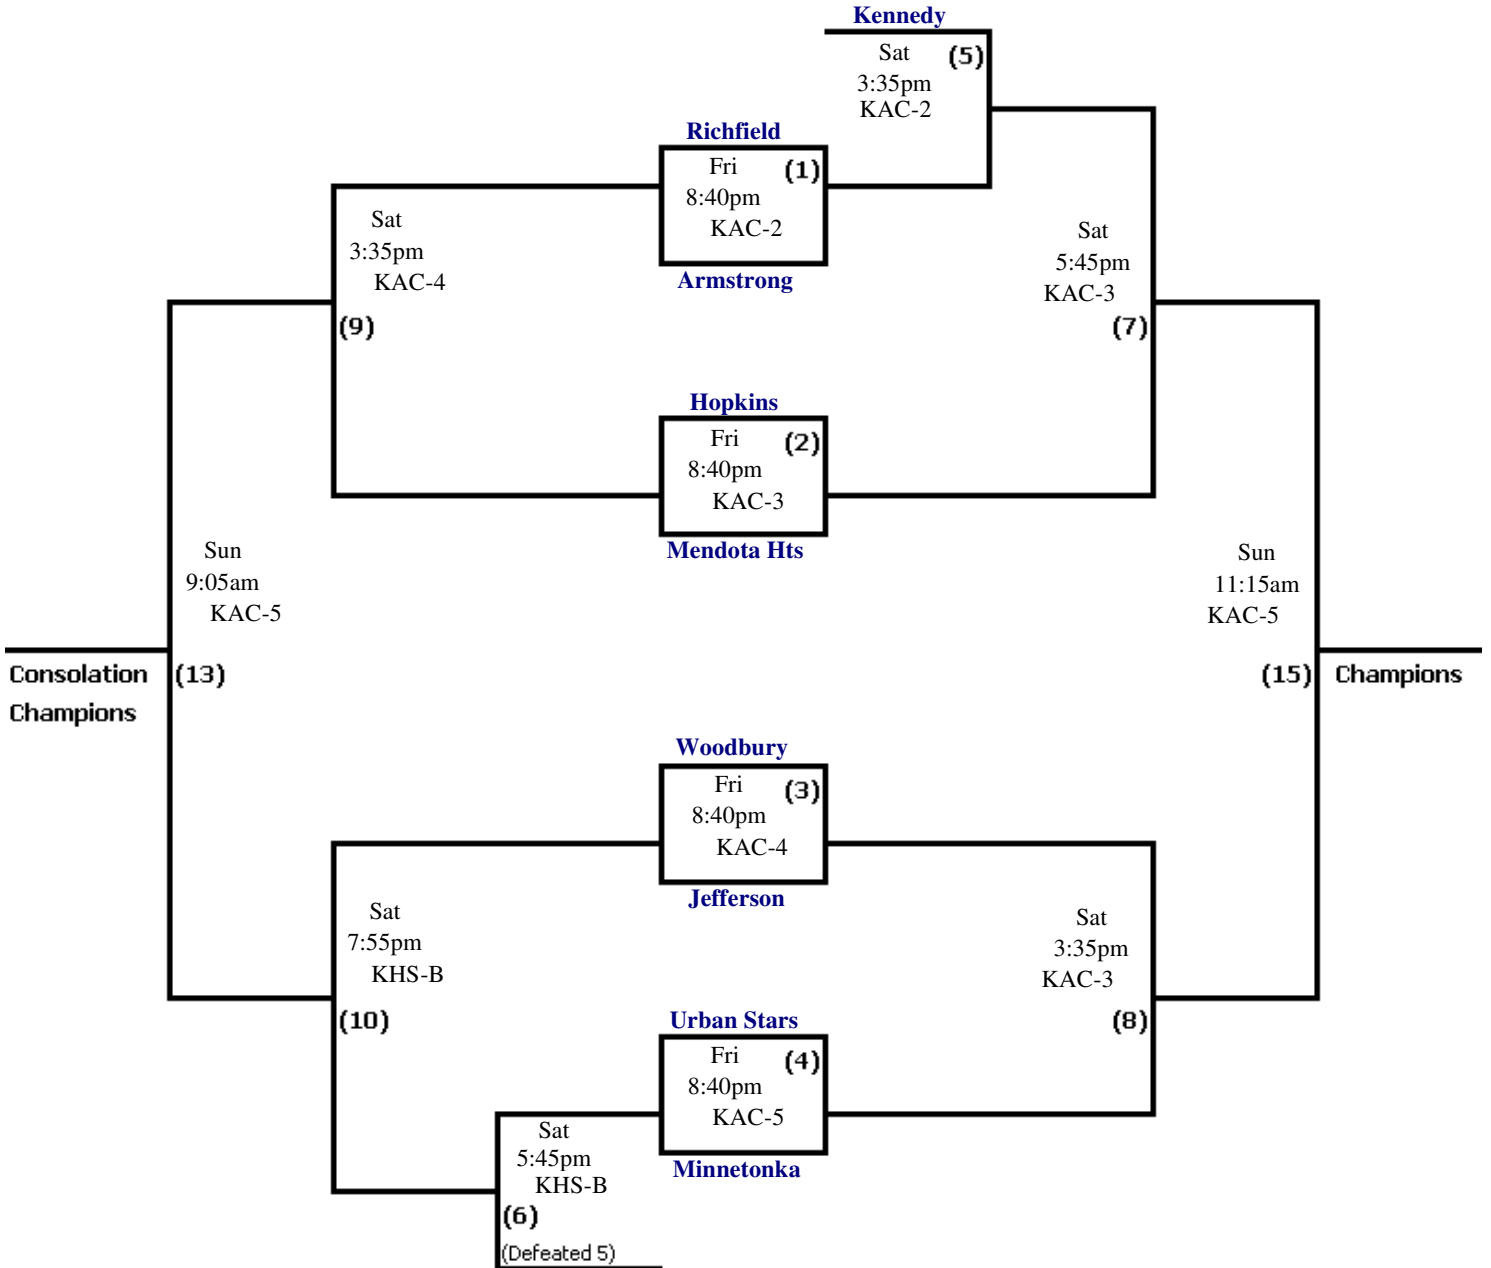 Kennedy
Sat (5)
3:35pm
KAC-2
Richfield
Fri (1)
8:40pm
KAC-2
Armstrong
Sat
3:35pm
KAC-4
(9)
Sat
5:45pm
KAC-3
(7)
Hopkins
Fri (2)
8:40pm
KAC-3
Mendota Hts
Sun
9:05am
KAC-5
Consolation (13)
Champions
Sun
11:15am
KAC-5
(15) Champions
Woodbury
Fri (3)
8:40pm
KAC-4
Jefferson
Sat
7:55pm
KHS-B
(10)
Sat
3:35pm
KAC-3
(8)
Urban Stars
Fri (4)
8:40pm
KAC-5
Minnetonka
Sat
5:45pm
KHS-B
(6)
(Defeated 5)